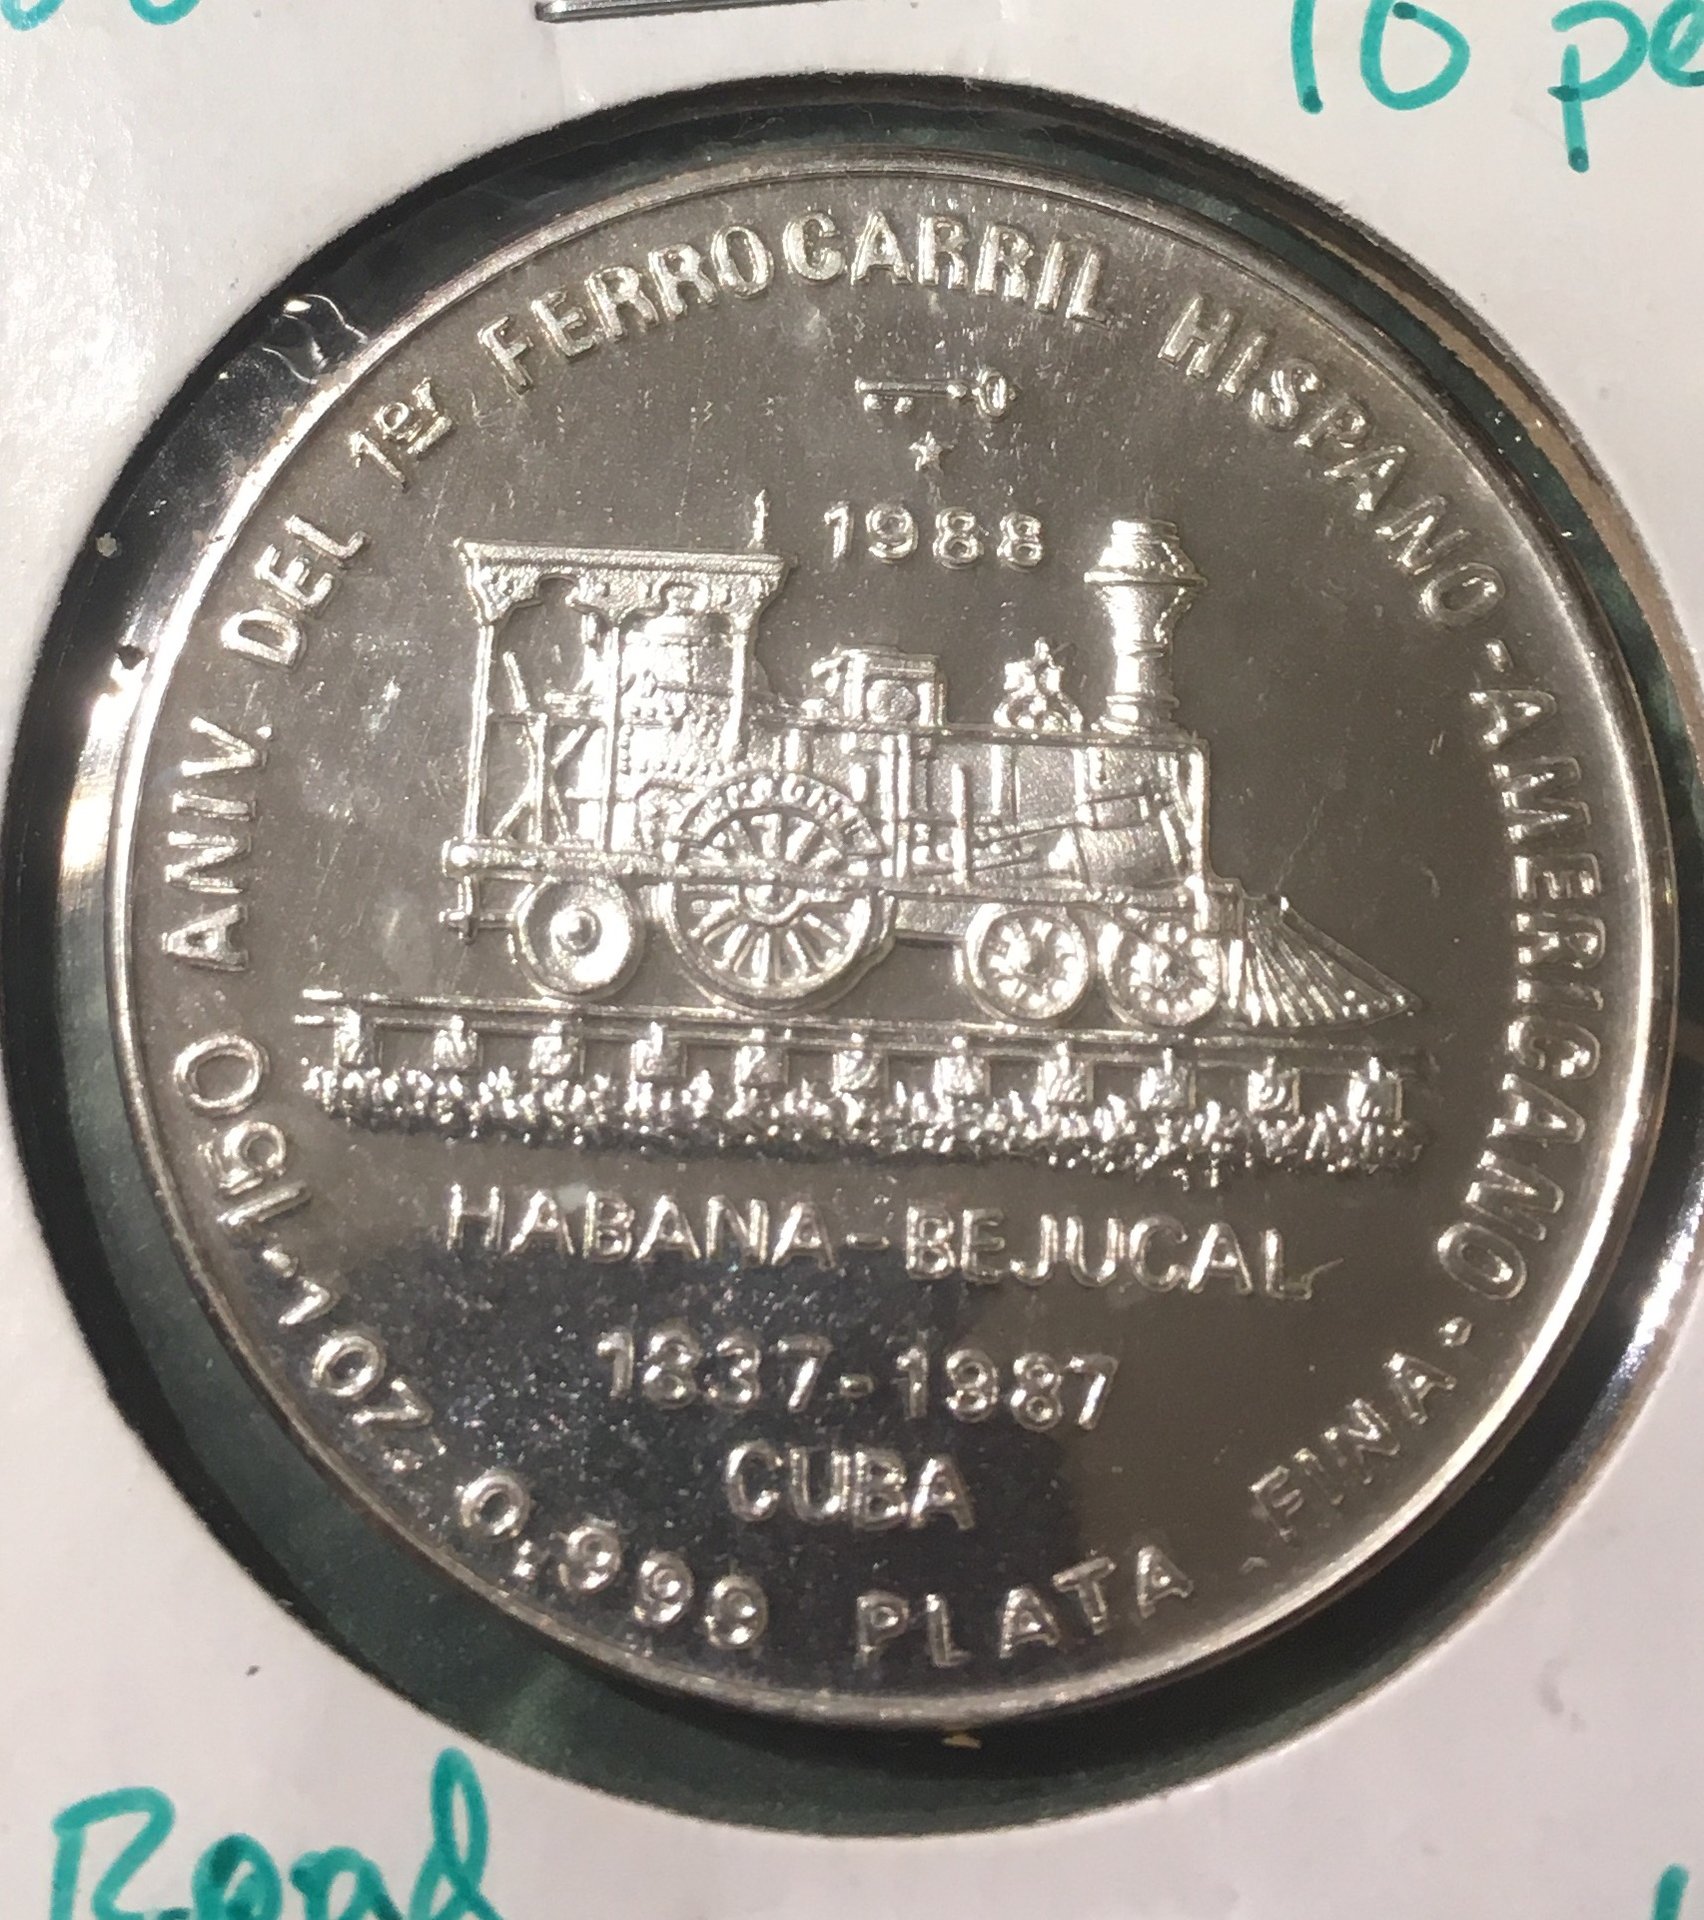 10 pe
150 ANIV. DEL 1er FERROCARRIL HISPANO-AMERICANO.
1988
HABANA-BEJUCAL
1837-1987
CUBA
1 OZ. 0.999 PLATA FINA.
Road